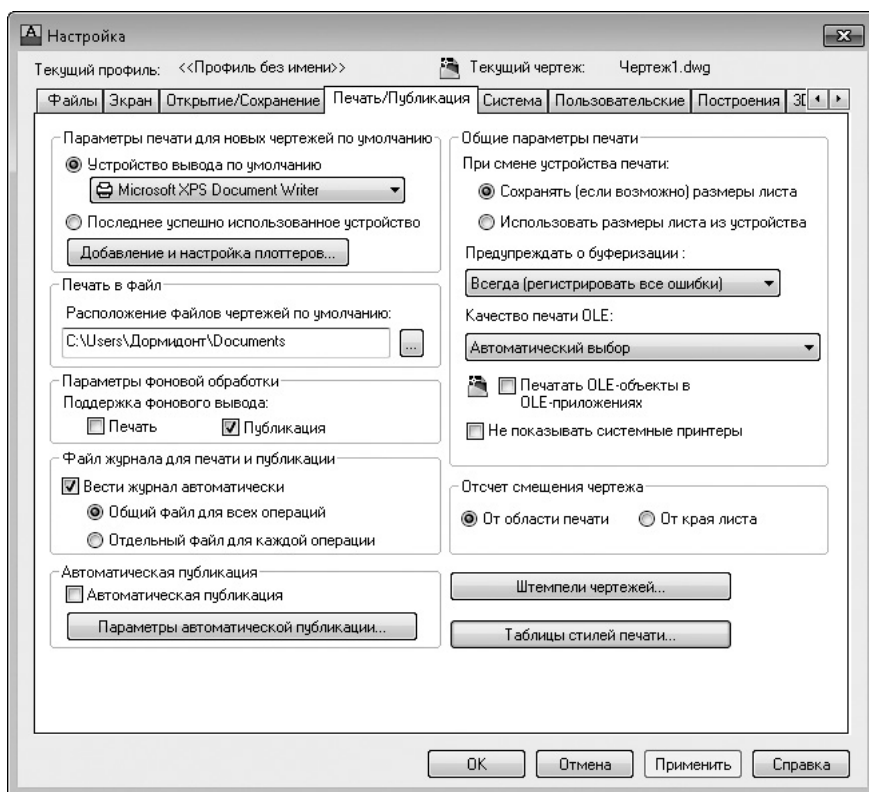 Настройка
Текущий профиль: <<Профиль без имени>> Текущий чертеж: Чертеж1.dwg
Файлы Экран Открытие/Сохранение Печать/Публикация Система Пользовательские Построения
Параметры печати для новых чертежей по умолчанию
Устройство вывода по умолчанию
Microsoft XPS Document Writer
Последнее успешно использованное устройство
Добавление и настройка плоттеров...
Печать в файл
Расположение файлов чертежей по умолчанию:
C:\Users\Дормидонт\Documents
...
Параметры фоновой обработки
Поддержка фонового вывода:
Печать Публикация
Файл журнала для печати и публикации
Вести журнал автоматически
Общий файл для всех операций
Отдельный файл для каждой операции
Автоматическая публикация
Автоматическая публикация
Параметры автоматической публикации...
Общие параметры печати
При смене устройства печати:
Сохранять (если возможно) размеры листа
Использовать размеры листа из устройства
Предупреждать о буферизации :
Всегда (регистрировать все ошибки)
Качество печати OLE:
Автоматический выбор
Печатать OLE-объекты в
OLE-приложениях
Не показывать системные принтеры
Отсчет смещения чертежа
От области печати От края листа
Штемпели чертежей...
Таблицы стилей печати...
OK Отмена Применить Справка